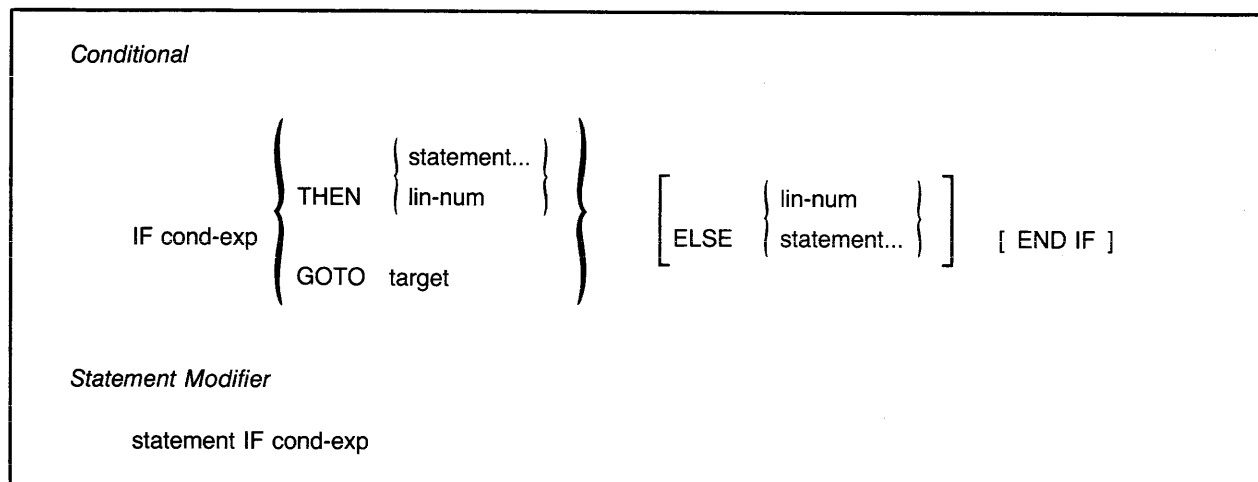 Conditional
statement...
lin-num
THEN
lin-num
IF cond-exp
ELSE
statement...
[ END IF ]
GOTO target
Statement Modifier
statement IF cond-exp